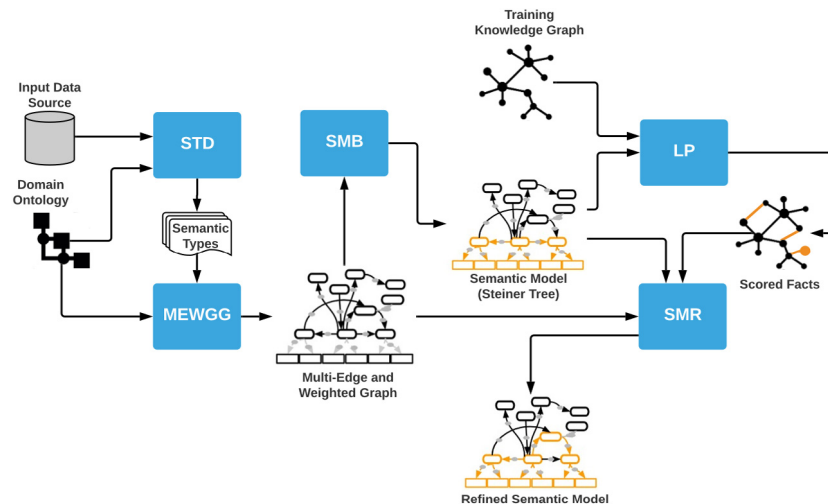 Training
Knowledge Graph
Input Data
Source
STD
SMB
LP
Domain
Ontology
Semantic
Types
Semantic Model
(Steiner Tree)
Scored Facts
MEWGG
SMR
Multi-Edge and
Weighted Graph
Refined Semantic Model